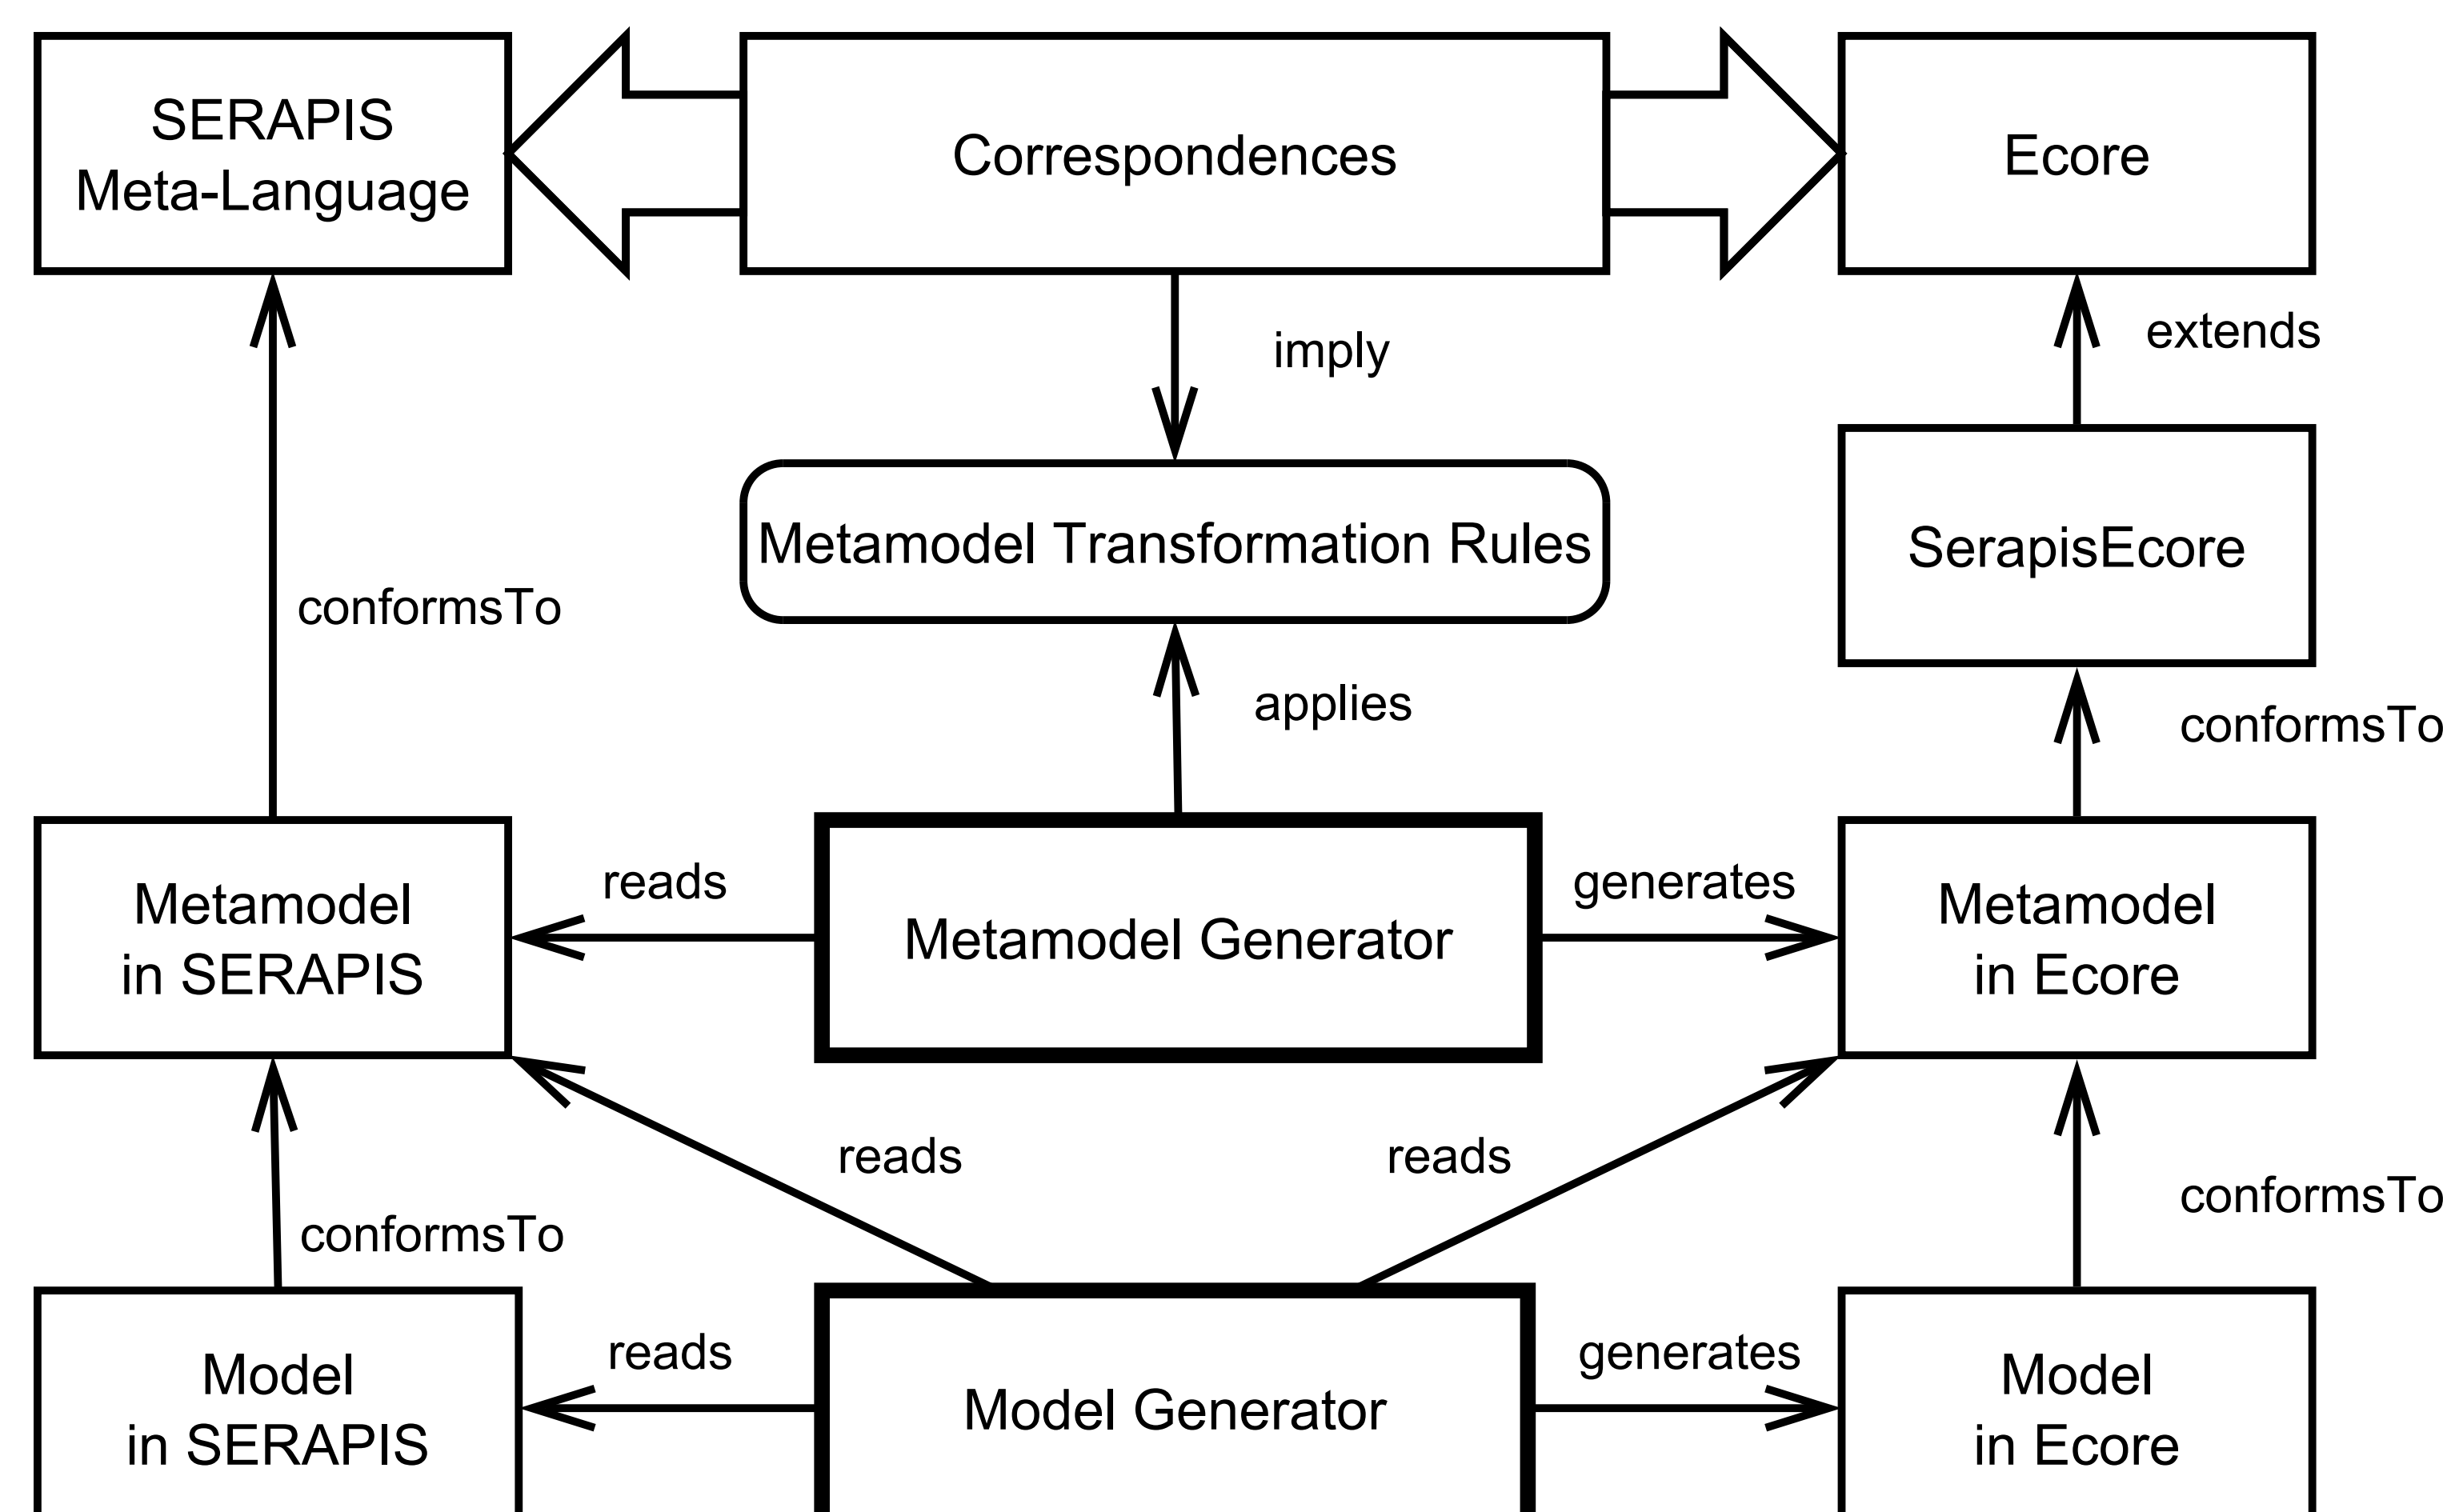 SERAPIS
Meta-Language
Correspondences
Ecore
imply
extends
Metamodel Transformation Rules
SerapisEcore
conformsTo
applies
conformsTo
reads
generates
Metamodel
in SERAPIS
Metamodel Generator
Metamodel
in Ecore
reads
reads
conformsTo
conformsTo
reads
generates
Model
in SERAPIS
Model Generator
Model
in Ecore